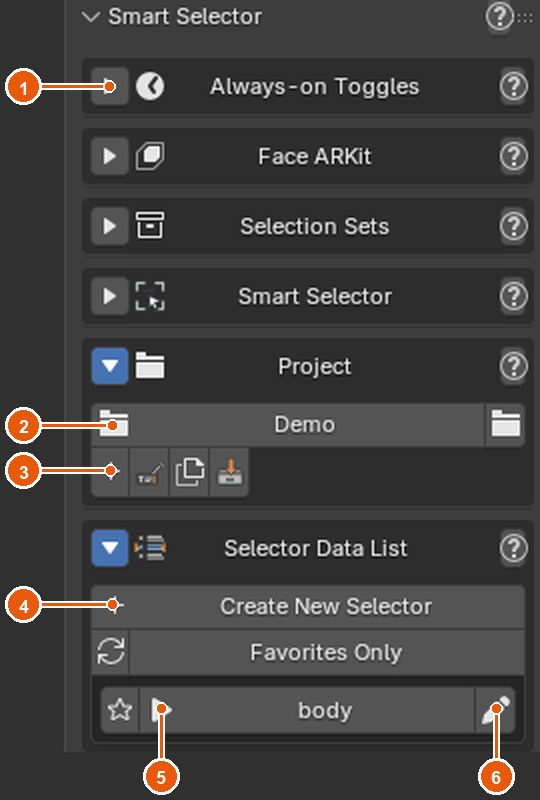 Smart Selector
1
Always-on Toggles
Face ARKit
Selection Sets
Smart Selector
Project
2
Demo
3
Selector Data List
4
Create New Selector
Favorites Only
body
5
6